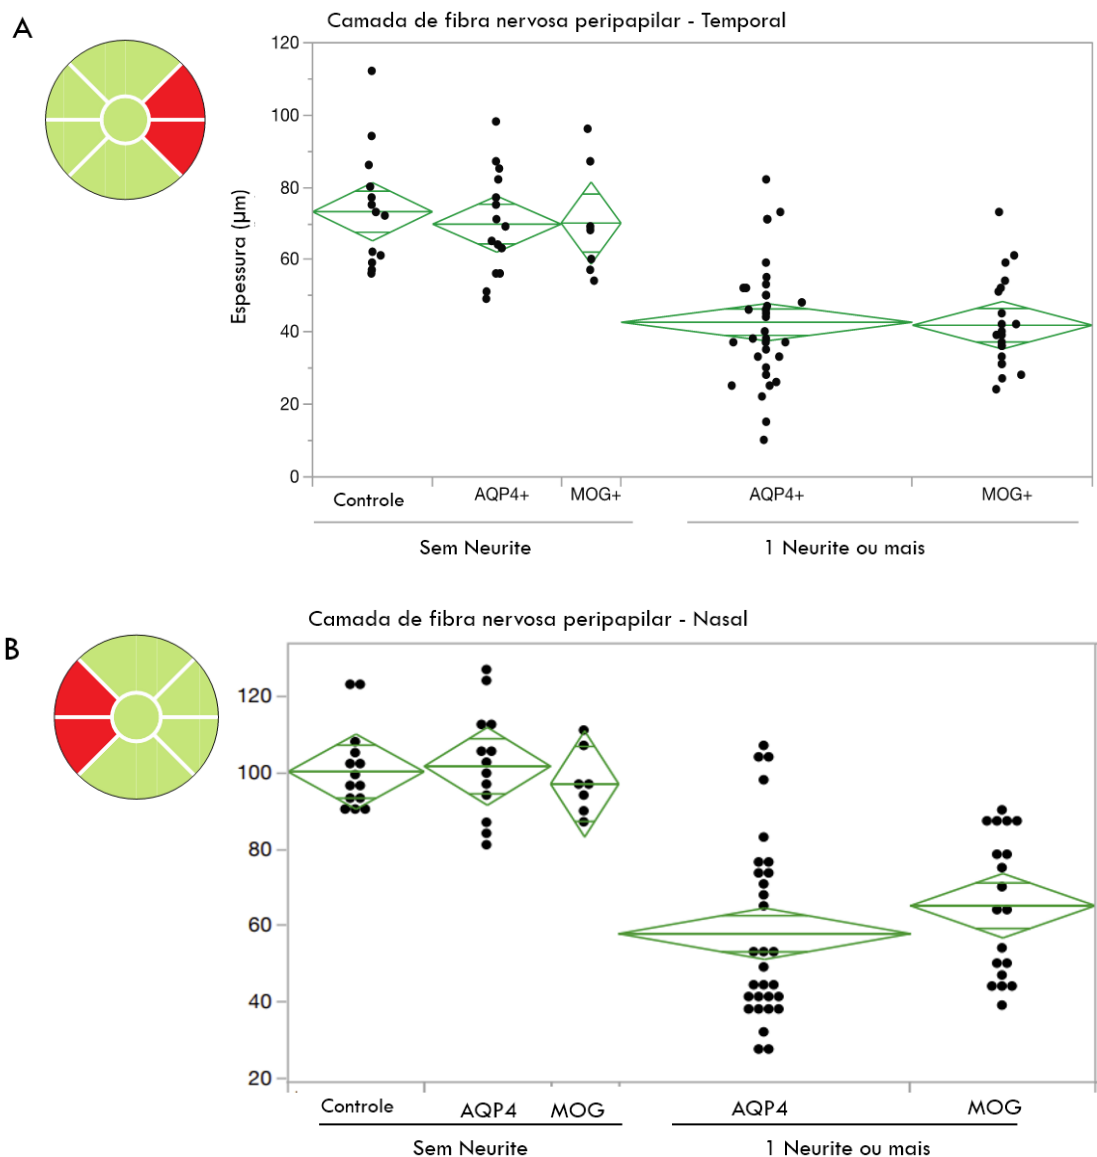 A
Camada de fibra nervosa peripapilar - Temporal
120
100
80
60
40
20
0
Espessura (µm)
Controle AQP4+ MOG+ AQP4+ MOG+
Sem Neurite 1 Neurite ou mais
B
Camada de fibra nervosa peripapilar - Nasal
120
100
80
60
40
20
Controle AQP4 MOG AQP4 MOG
Sem Neurite 1 Neurite ou mais